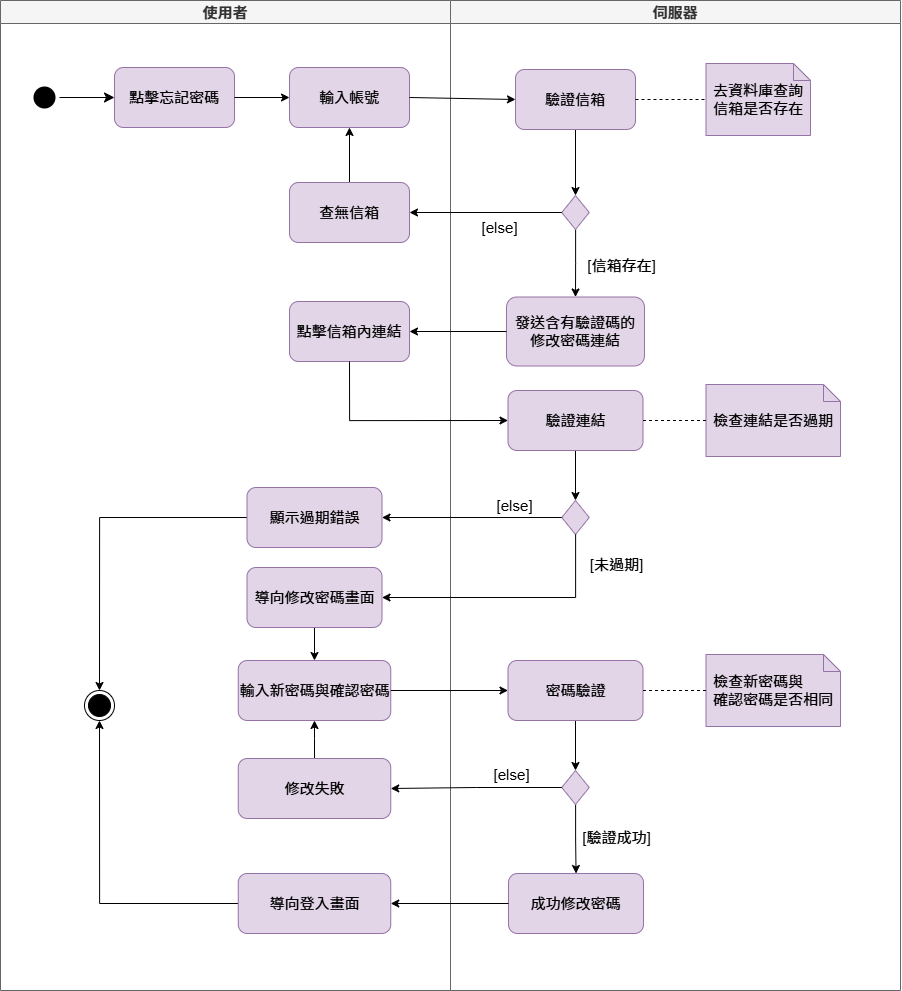 使用者
伺服器
點擊忘記密碼
輸入帳號
驗證信箱
去資料庫查詢
信箱是否存在
查無信箱
[else]
[信箱存在]
點擊信箱內連結
發送含有驗證碼的
修改密碼連結
驗證連結
檢查連結是否過期
顯示過期錯誤
[else]
[未過期]
導向修改密碼畫面
輸入新密碼與確認密碼
密碼驗證
檢查新密碼與
確認密碼是否相同
修改失敗
[else]
[驗證成功]
導向登入畫面
成功修改密碼